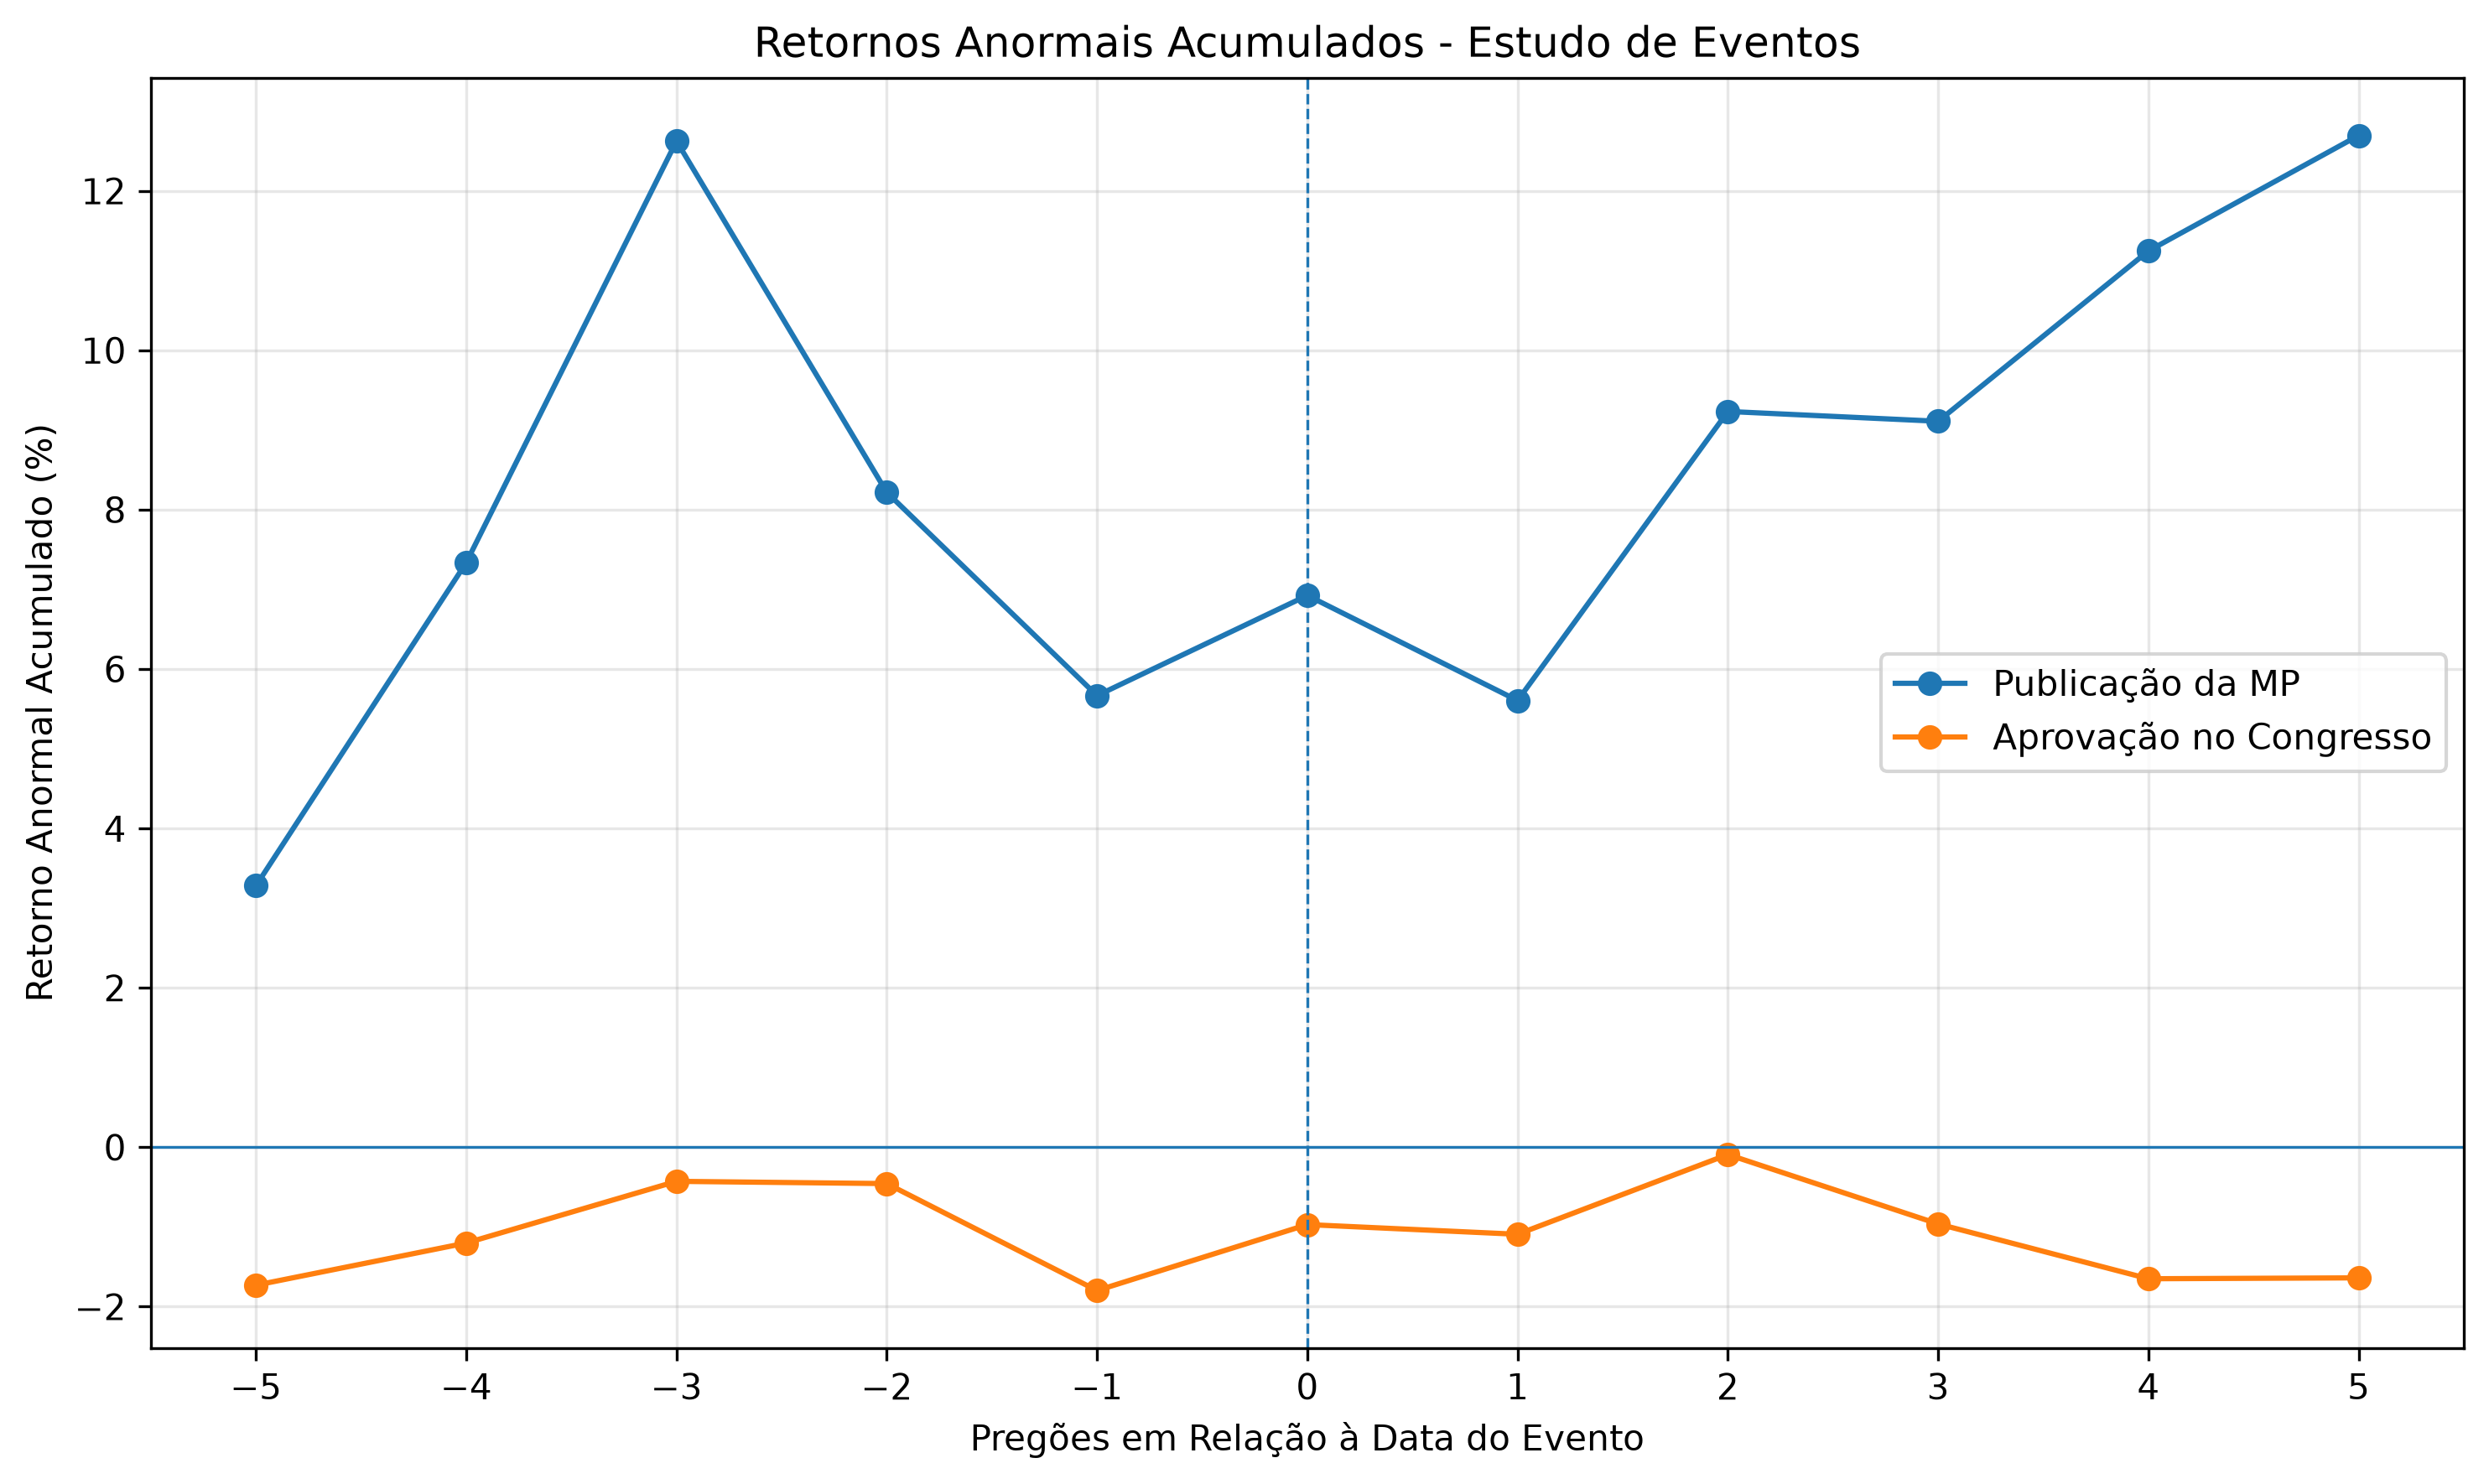 Retornos Anormais Acumulados - Estudo de Eventos
Retorno Anormal Acumulado (%)
12
10
8
6
4
2
0
−2
Publicação da MP
Aprovação no Congresso
−5 −4 −3 −2 −1 0 1 2 3 4 5
Pregões em Relação à Data do Evento